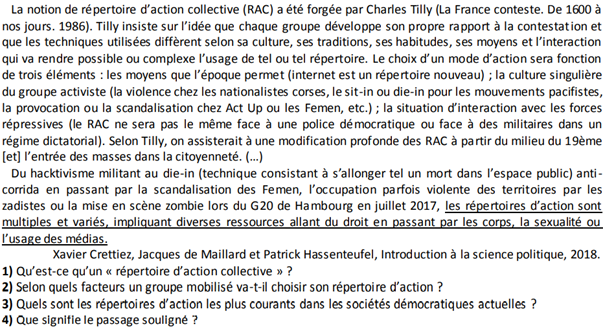 La notion de répertoire d'action collective (RAC) a été forgée par Charles Tilly (La France conteste. De 1600 à
nos jours. 1986). Tilly insiste sur l'idée que chaque groupe développe son propre rapport à la contestation et
que les techniques utilisées diffèrent selon sa culture, ses traditions, ses habitudes, ses moyens et l'interaction
qui va rendre possible ou complexe l'usage de tel ou tel répertoire. Le choix d'un mode d'action sera fonction
de trois éléments : les moyens que l'époque permet (internet est un répertoire nouveau) ; la culture singulière
du groupe activiste (la violence chez les nationalistes corses, le sit-in ou die-in pour les mouvements pacifistes,
la provocation ou la scandalisation chez Act Up ou les Femen, etc.) ; la situation d'interaction avec les forces
répressives (le RAC ne sera pas le même face à une police démocratique ou face à des militaires dans un
régime dictatorial). Selon Tilly, on assisterait à une modification profonde des RAC à partir du milieu du 19ème
[et] l'entrée des masses dans la citoyenneté. (…)
Du hacktivisme militant au die-in (technique consistant à s'allonger tel un mort dans l'espace public) anti-
corrida en passant par la scandalisation des Femen, l'occupation parfois violente des territoires par les
zadistes ou la mise en scène zombie lors du G20 de Hambourg en juillet 2017, les répertoires d'action sont
multiples et variés, impliquant diverses ressources allant du droit en passant par les corps, la sexualité ou
l'usage des médias.
Xavier Crettiez, Jacques de Maillard et Patrick Hassenteufel, Introduction à la science politique, 2018.
1) Qu'est-ce qu'un « répertoire d'action collective » ?
2) Selon quels facteurs un groupe mobilisé va-t-il choisir son répertoire d'action ?
3) Quels sont les répertoires d'action les plus courants dans les sociétés démocratiques actuelles ?
4) Que signifie le passage souligné ?